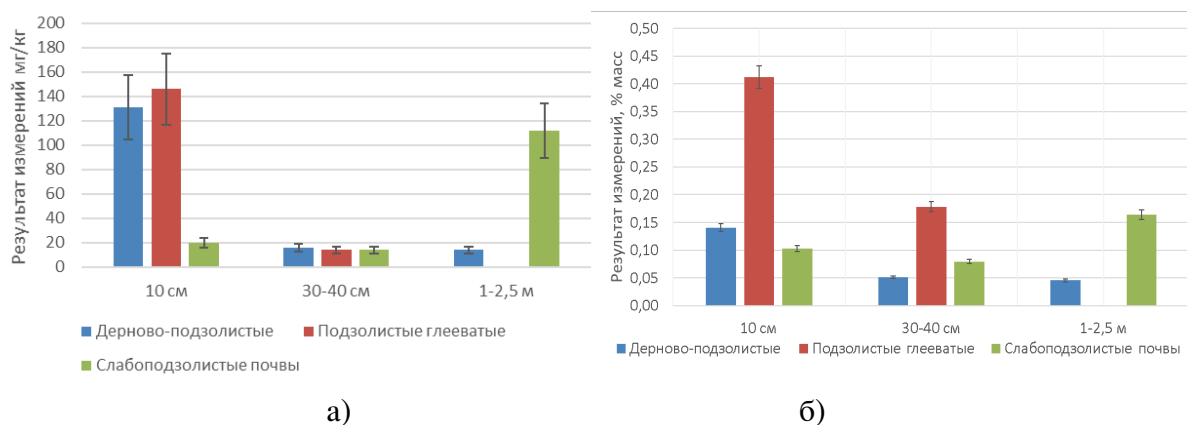 Результат измерений мг/кг
200
180
160
140
120
100
80
60
40
20
0
10 см
30-40 см
1-2,5 м
Дерново-подзолистые
Подзолистые глееватые
Слабоподзолистые почвы
а)
Результат измерений, % масс
0,50
0,45
0,40
0,35
0,30
0,25
0,20
0,15
0,10
0,05
0,00
10 см
30-40 см
1-2,5 м
Дерново-подзолистые
Подзолистые глееватые
Слабоподзолистые почвы
б)